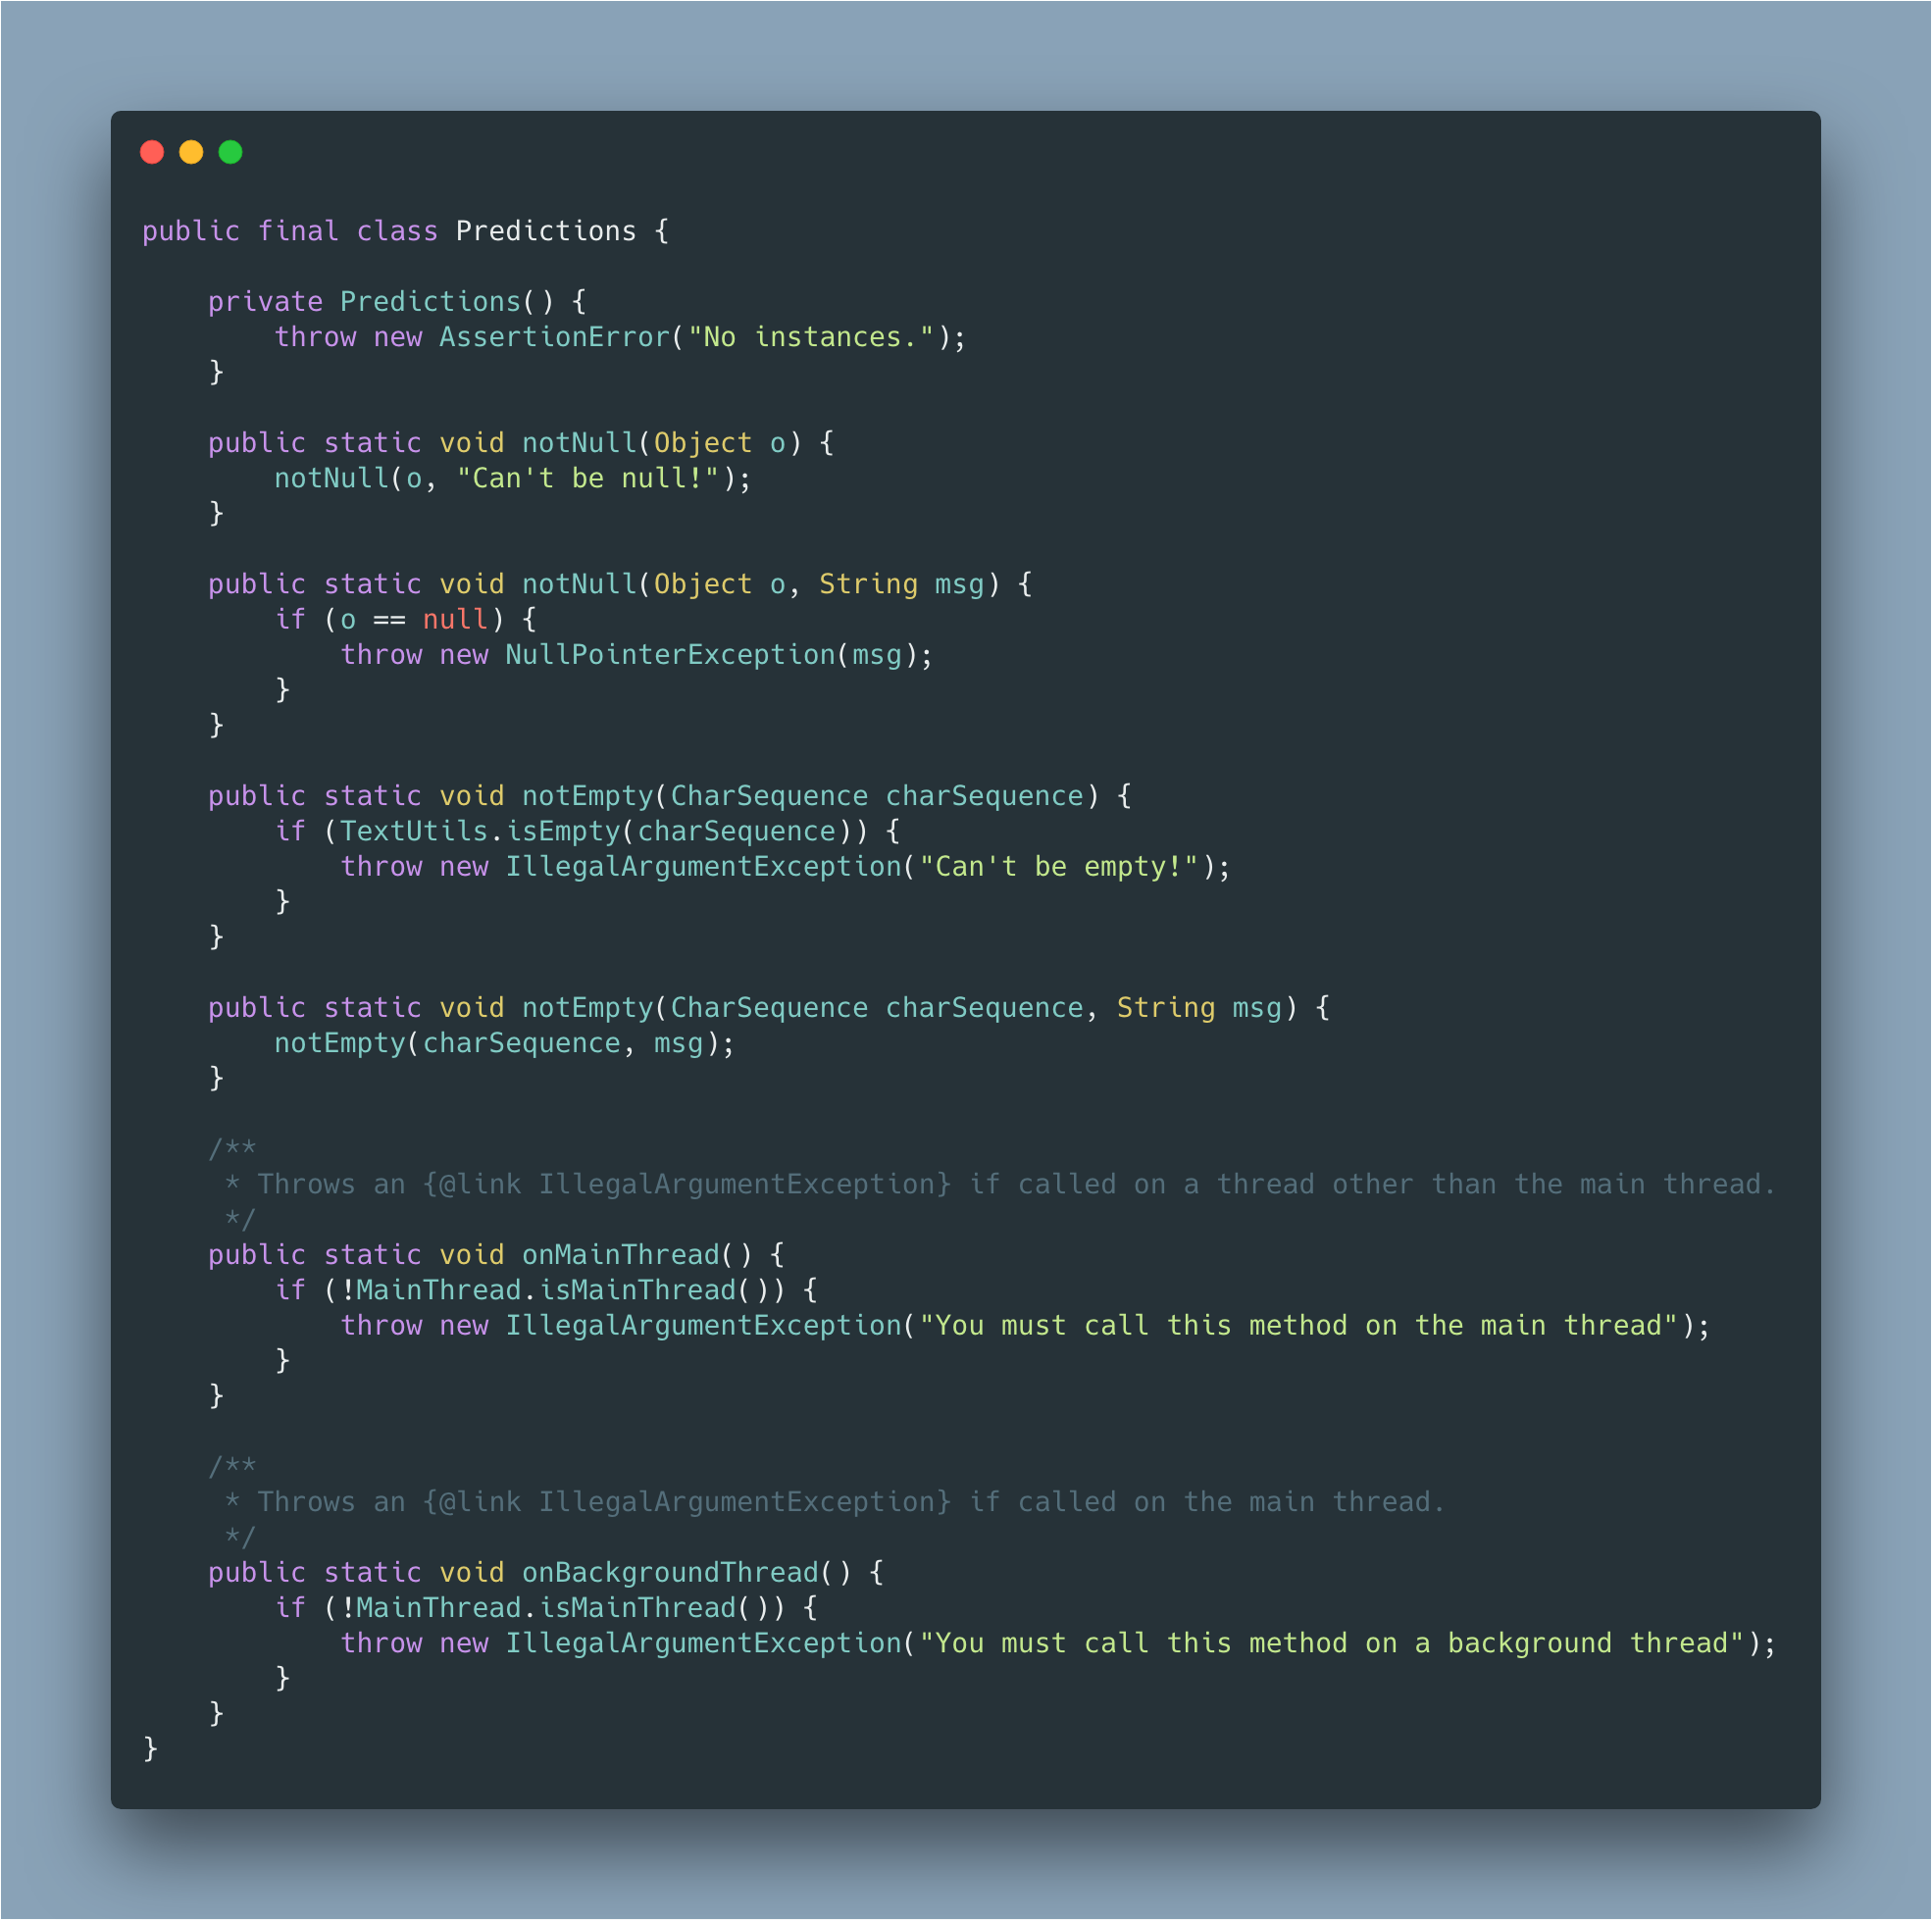 public final class Predictions {

    private Predictions() {
        throw new AssertionError("No instances.");
    }

    public static void notNull(Object o) {
        notNull(o, "Can't be null!");
    }

    public static void notNull(Object o, String msg) {
        if (o == null) {
            throw new NullPointerException(msg);
        }
    }

    public static void notEmpty(CharSequence charSequence) {
        if (TextUtils.isEmpty(charSequence)) {
            throw new IllegalArgumentException("Can't be empty!");
        }
    }

    public static void notEmpty(CharSequence charSequence, String msg) {
        notEmpty(charSequence, msg);
    }

    /**
     * Throws an {@link IllegalArgumentException} if called on a thread other than the main thread.
     */
    public static void onMainThread() {
        if (!MainThread.isMainThread()) {
            throw new IllegalArgumentException("You must call this method on the main thread");
        }
    }

    /**
     * Throws an {@link IllegalArgumentException} if called on the main thread.
     */
    public static void onBackgroundThread() {
        if (!MainThread.isMainThread()) {
            throw new IllegalArgumentException("You must call this method on a background thread");
        }
    }
}